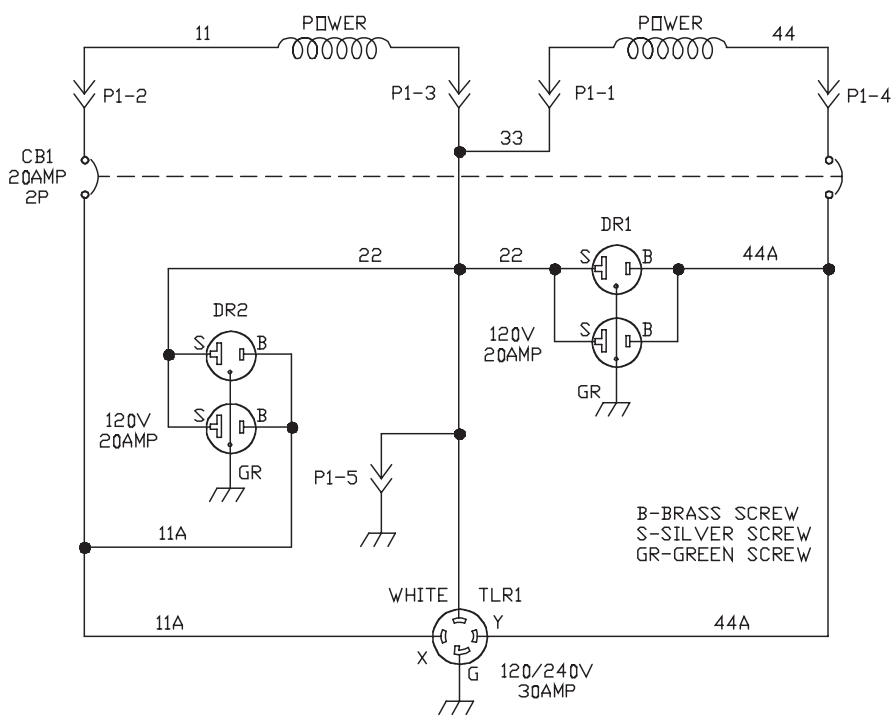 POWER
POWER
11
44
P1-2
P1-3
P1-1
P1-4
33
CB1
20AMP
2P
DR1
22
22
S
B
44A
DR2
S
B
120V
20AMP
S
B
GR
S
B
120V
20AMP
GR
P1-5
B-BRASS SCREW
S-SILVER SCREW
GR-GREEN SCREW
11A
WHITE
TLR1
11A
Y
44A
X
G
120/240V
30AMP